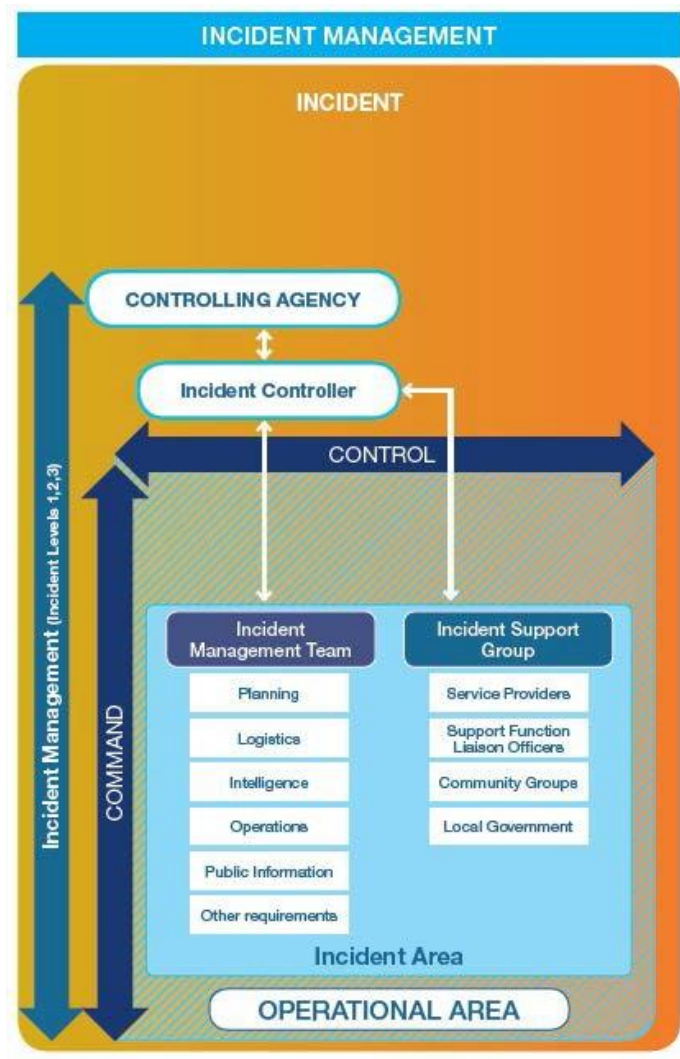 INCIDENT MANAGEMENT
INCIDENT
CONTROLLING AGENCY
Incident Controller
CONTROL
Incident Management (Incident Levels 1,2,3)
COMMAND
Incident
Management Team
Planning
Logistics
Intelligence
Operations
Public Information
Other requirements
Incident Support
Group
Service Providers
Support Function
Liaison Officers
Community Groups
Local Government
Incident Area
OPERATIONAL AREA